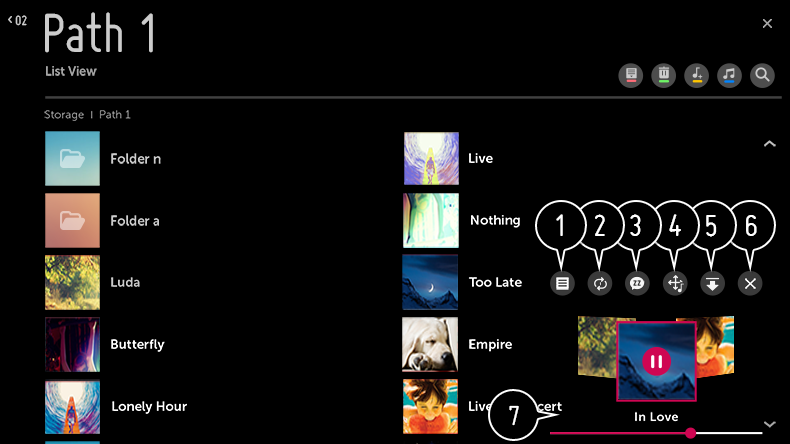 02
Path 1
List View
Storage | Path 1
Folder n
Live
Folder a
Nothing
1 2 3 4 5 6
Luda
Too Late
zz
Butterfly
Empire
Lonely Hour
Live
cert
7
In Love